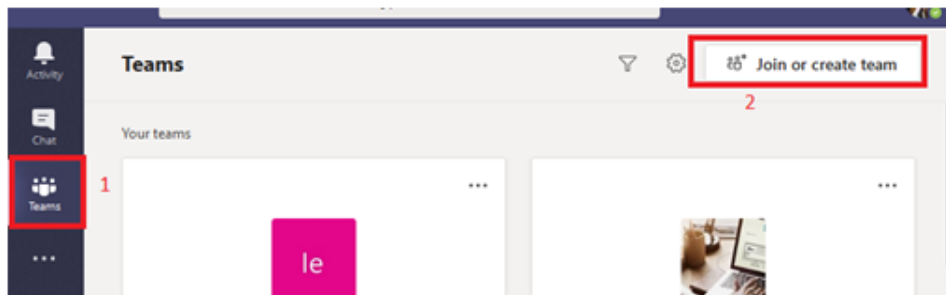 Activity
Teams
Join or create team
2
Chat
Your teams
1
Teams
...
...
...
le